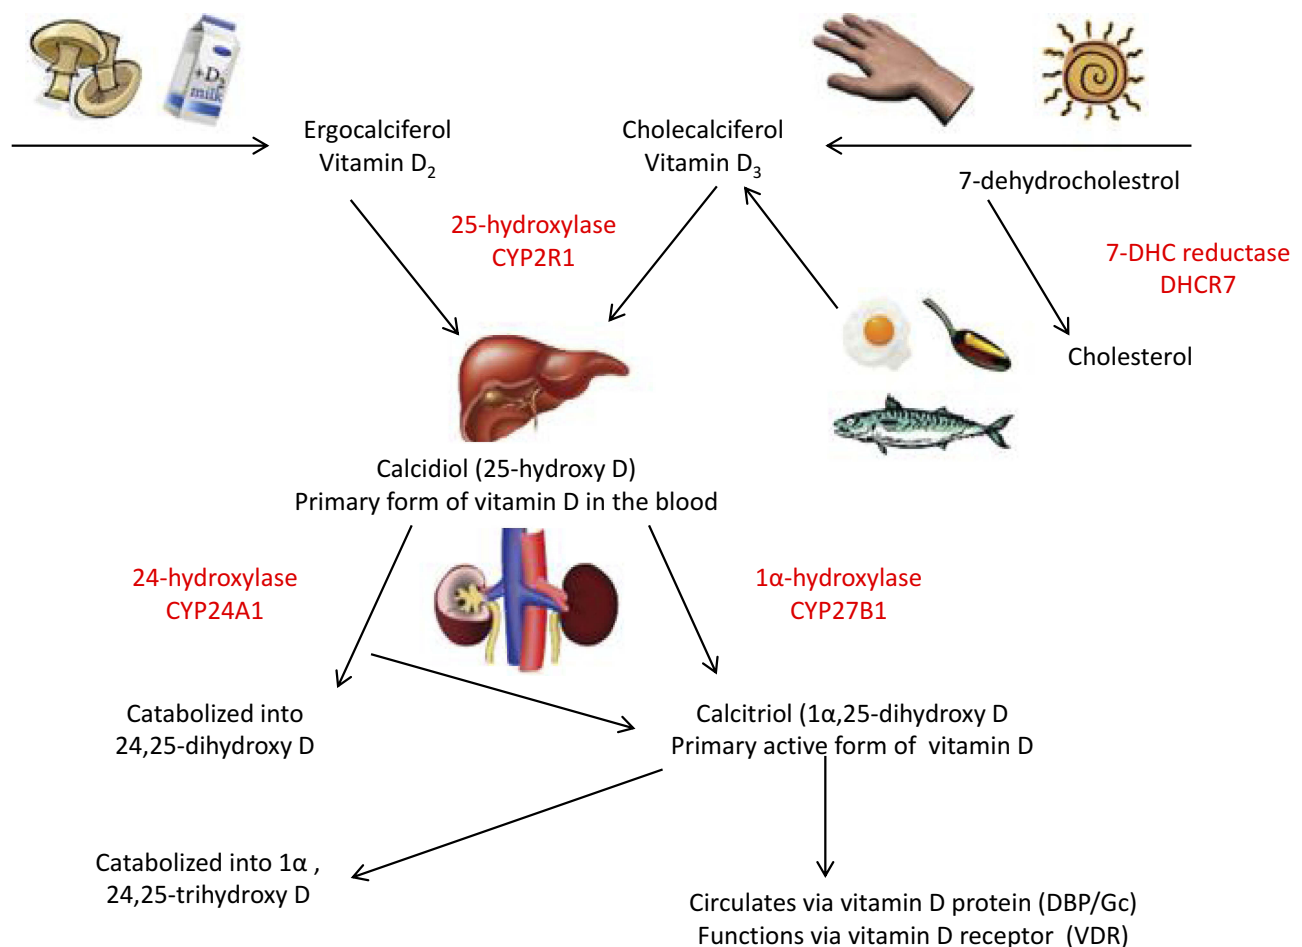 +D2
milk
Ergocalciferol
Vitamin D2
Cholecalciferol
Vitamin D3
7-dehydrocholestrol
25-hydroxylase
CYP2R1
7-DHC reductase
DHCR7
Cholesterol
Calcidiol (25-hydroxy D)
Primary form of vitamin D in the blood
24-hydroxylase
CYP24A1
1α-hydroxylase
CYP27B1
Catabolized into
24,25-dihydroxy D
Calcitriol (1α,25-dihydroxy D
Primary active form of vitamin D
Catabolized into 1α ,
24,25-trihydroxy D
Circulates via vitamin D protein (DBP/Gc)
Functions via vitamin D receptor (VDR)